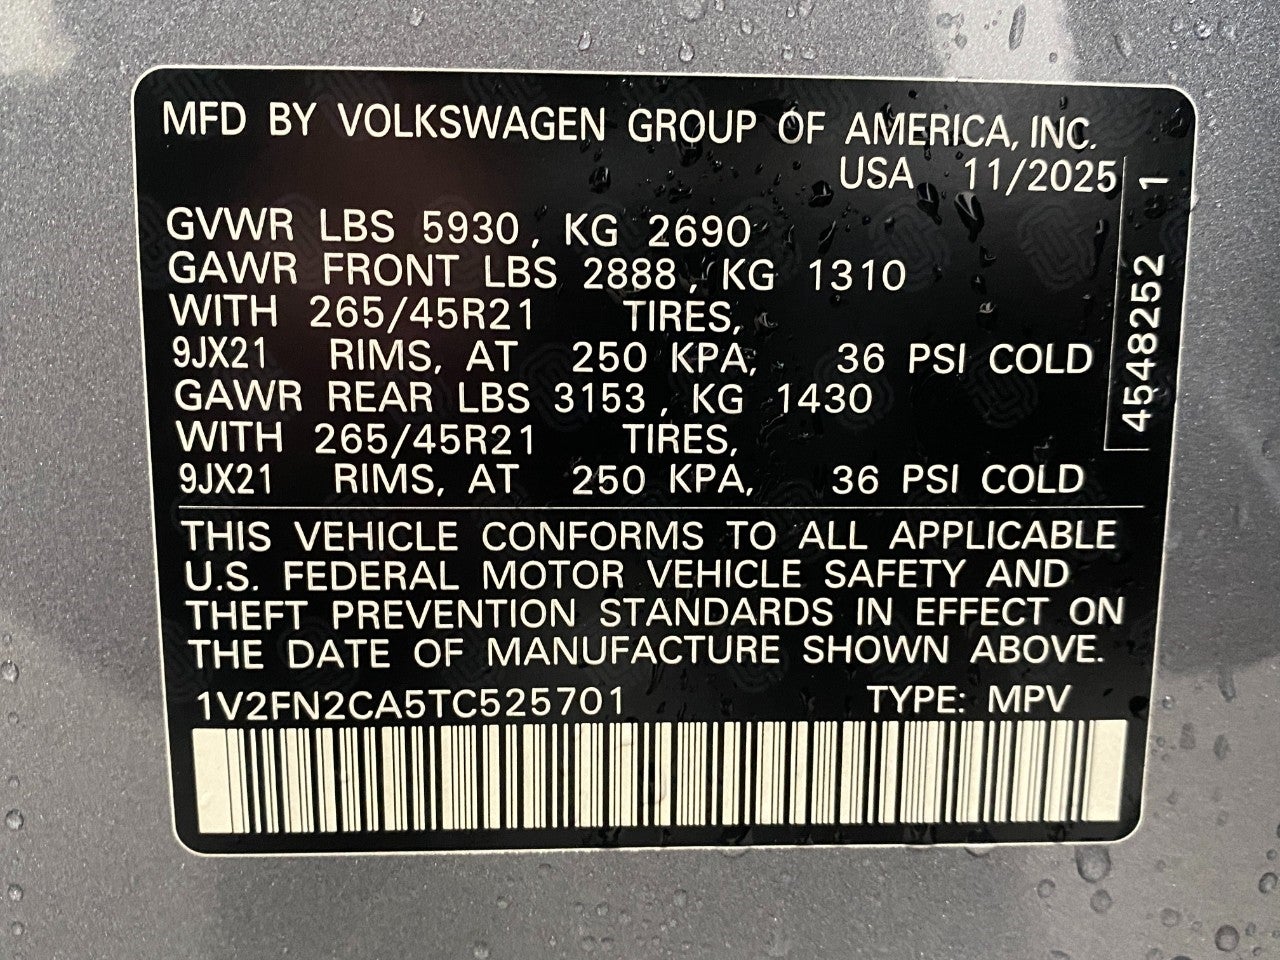 MFD BY VOLKSWAGEN GROUP OF AMERICA, INC.
USA 11/2025
GVWR LBS 5930, KG 2690
GAWR FRONT LBS 2888, KG 1310
WITH 265/45R21 TIRES,
9JX21 RIMS, AT 250 KPA, 36 PSI COLD
GAWR REAR LBS 3153, KG 1430
WITH 265/45R21 TIRES,
9JX21 RIMS, AT 250 KPA, 36 PSI COLD
THIS VEHICLE CONFORMS TO ALL APPLICABLE
U.S. FEDERAL MOTOR VEHICLE SAFETY AND
THEFT PREVENTION STANDARDS IN EFFECT ON
THE DATE OF MANUFACTURE SHOWN ABOVE.
1V2FN2CA5TC525701 TYPE: MPV
4548252 1